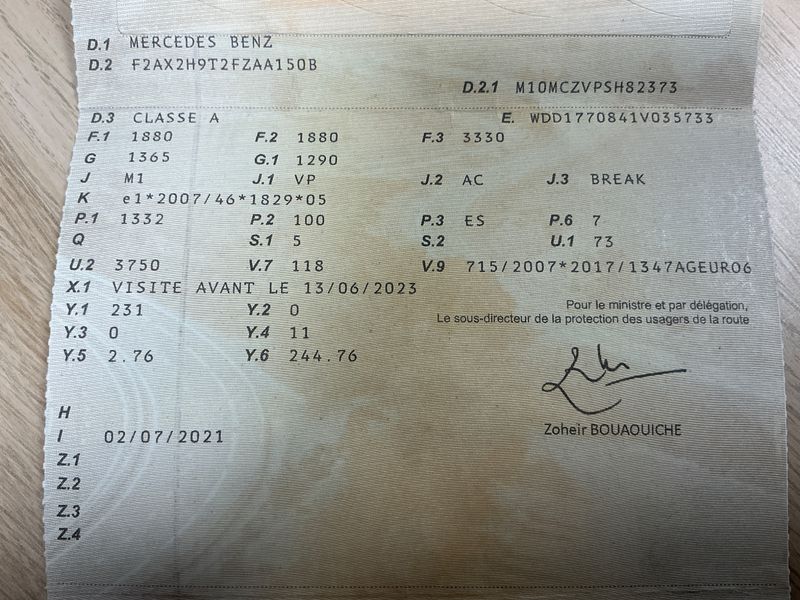 D.1 MERCEDES BENZ
D.2 F2AX2H9T2FZAA150B
D.2.1 M10MCZVPSH82373
D.3 CLASSE A E. WDD1770841V035733
F.1 1880 F.2 1880 F.3 3330
G 1365 G.1 1290
J M1 J.1 VP J.2 AC J.3 BREAK
K e1*2007/46*1829*05
P.1 1332 P.2 100 P.3 ES P.6 7
Q S.1 5 S.2 U.1 73
U.2 3750 V.7 118 V.9 715/2007*2017/1347AGEURO6
X.1 VISITE AVANT LE 13/06/2023
Y.1 231 Y.2 0
Pour le ministre et par délégation,
Le sous-directeur de la protection des usagers de la route
Y.3 0 Y.4 11
Y.5 2.76 Y.6 244.76
H
Zoheir BOUAOUICHE
I 02/07/2021
Z.1
Z.2
Z.3
Z.4